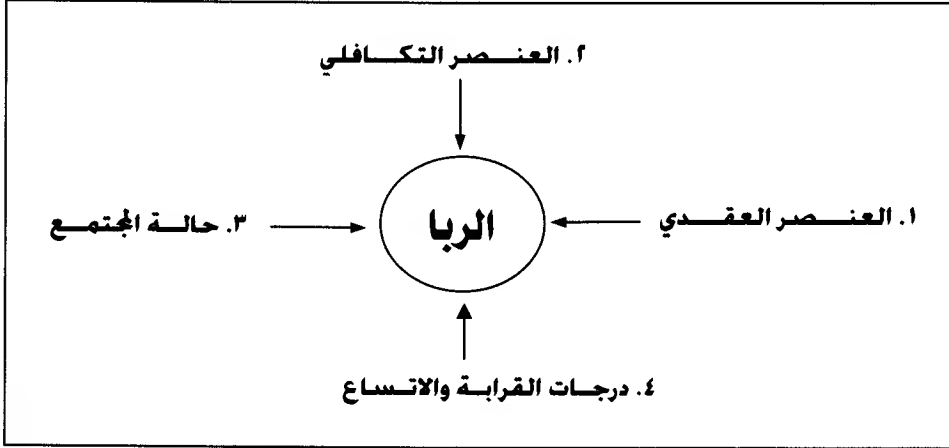 ٢. العنصر التكافلي
١. العنصر العقدي
الربا
٣. حالة المجتمع
٤. درجات القرابة والاتساع